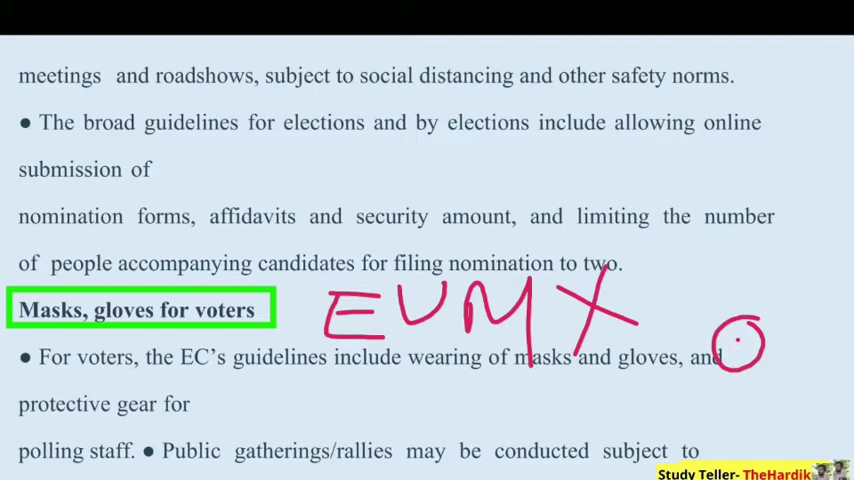 meetings and roadshows, subject to social distancing and other safety norms.
● The broad guidelines for elections and by elections include allowing online
submission of
nomination forms, affidavits and security amount, and limiting the number
of people accompanying candidates for filing nomination to two.
Masks, gloves for voters
EVM X
● For voters, the EC's guidelines include wearing of masks and gloves, and
protective gear for
polling staff. ● Public gatherings/rallies may be conducted subject to
Study Teller- TheHardik